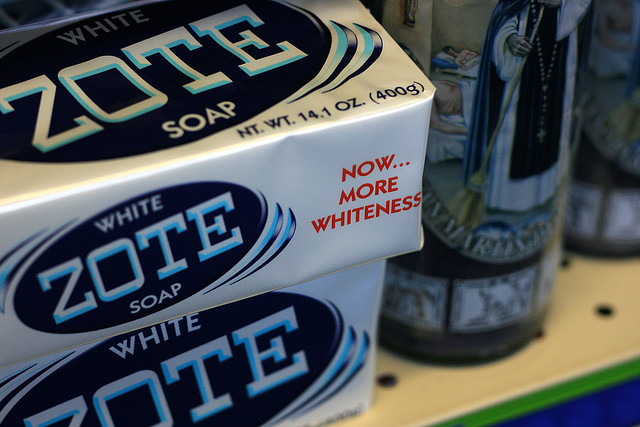 WHITE
ZOTE
SOAP
NT. WT. 14.1 OZ. (400g)
WHITE
ZOTE
SOAP
NOW...
MORE
WHITENESS
WHITE
ZOTE